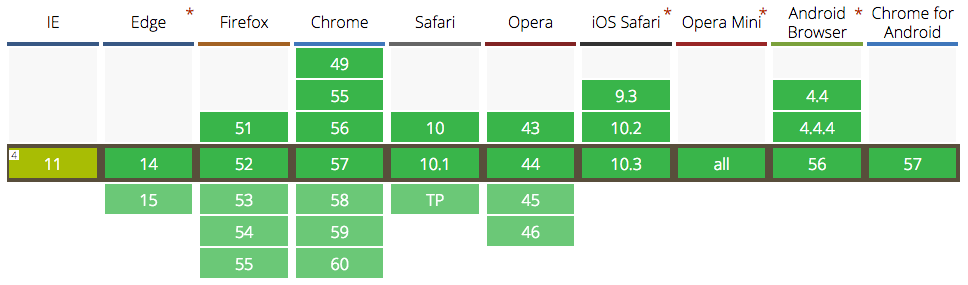 IE Edge * Firefox Chrome Safari Opera iOS Safari * Opera Mini * Android Browser * Chrome for Android
49
55 9.3 4.4
51 56 10 43 10.2 4.4.4
4 11 14 52 57 10.1 44 10.3 all 56 57
15 53 58 TP 45
54 59 46
55 60